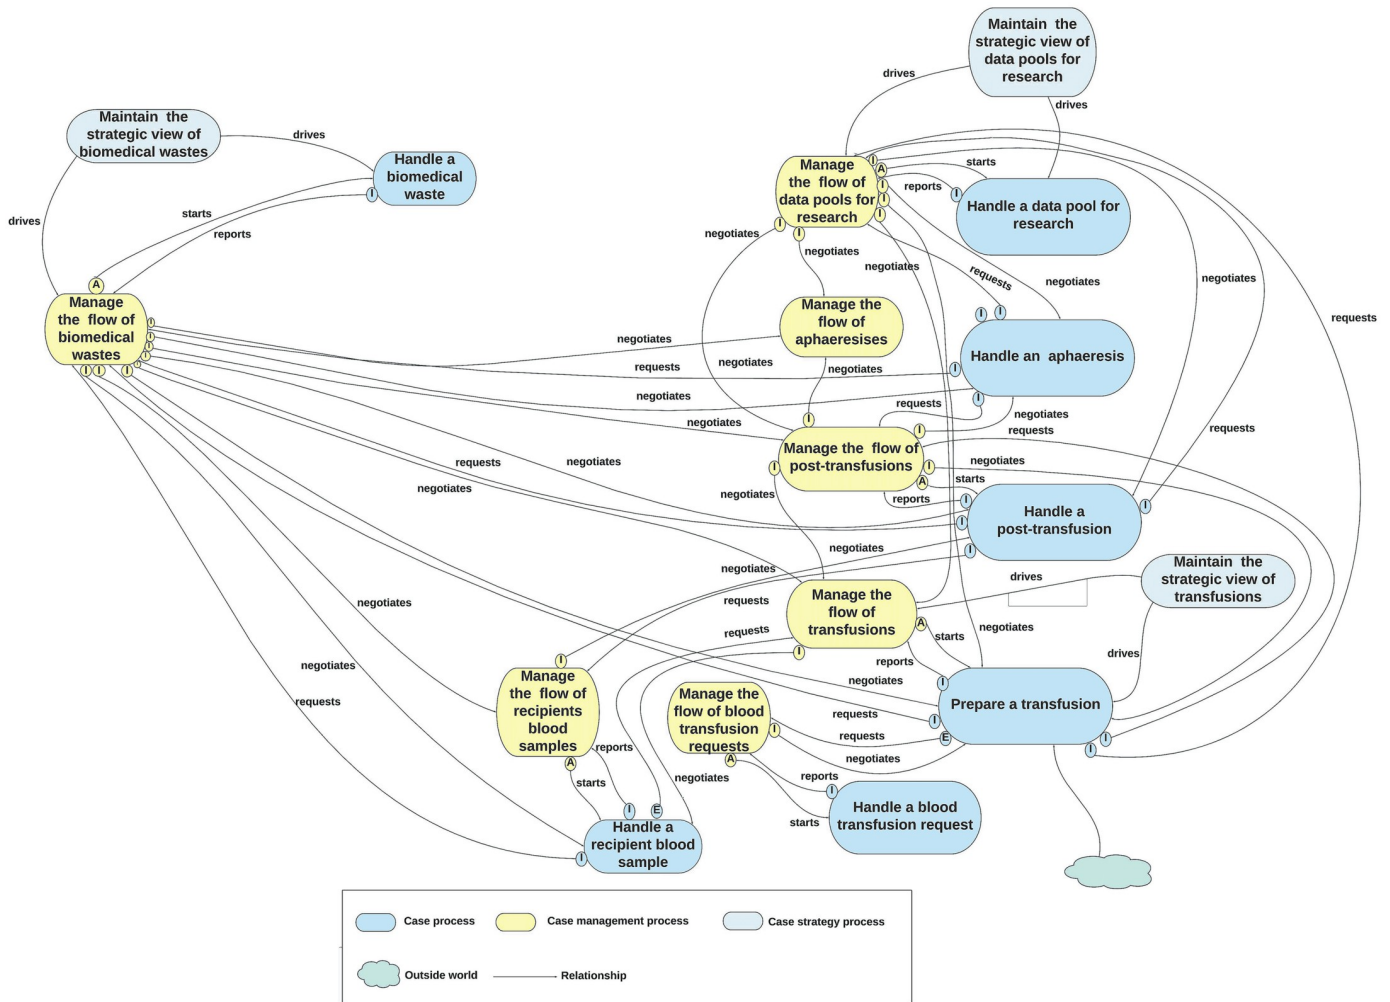 Maintain the
strategic view of
data pools for
research
drives
drives
Maintain the
strategic view of
biomedical wastes
drives
Handle a
biomedical
waste
I
starts
reports
drives
A
Manage
the flow of
biomedical
wastes
I
I
I
I
I
I
I
I
Manage
the flow of
data pools for
research
I
A
I
I
I
I
I
starts
reports
I
Handle a data pool for
research
negotiates
negotiates
negotiates
requests
negotiates
negotiates
requests
Manage the
flow of
aphaeresises
I
I
Handle an aphaeresis
I
I
negotiates
requests
negotiates
negotiates
negotiates
negotiates
I
requests
negotiates
requests
requests
I
Manage the flow of
post-transfusions
I
I
A
negotiates
starts
reports
I
requests
negotiates
negotiates
negotiates
I
Handle a
post-transfusion
I
I
I
negotiates
negotiates
Maintain the
strategic view of
transfusions
drives
drives
Manage the
flow of
transfusions
A
I
starts
reports
negotiates
requests
requests
negotiates
negotiates
negotiates
requests
I
Manage
the flow of
recipients
blood
samples
A
reports
starts
I
E
negotiates
Handle a
recipient blood
sample
I
Manage the
flow of blood
transfusion
requests
I
A
requests
requests
negotiates
I
I
E
Prepare a transfusion
I
I
reports
starts
I
Handle a blood
transfusion request
Case process
Case management process
Case strategy process
Outside world
Relationship